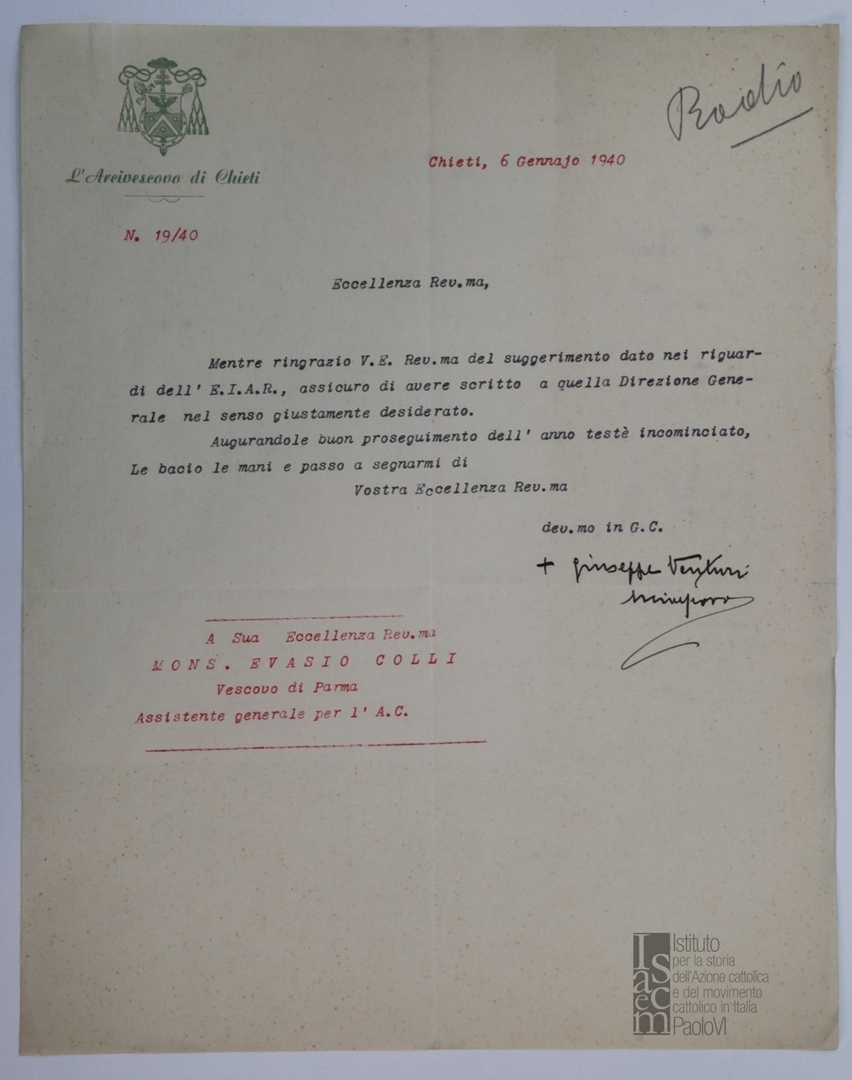 Radio
L'Arcivescovo di Chieti
Chieti, 6 Gennajo 1940
N. 19/40
Eccellenza Rev.ma,
Mentre ringrazio V.E. Rev.ma del suggerimento dato nei riguar-
di dell' E.I.A.R., assicuro di avere scritto a quella Direzione Gene-
rale nel senso giustamente desiderato.
Augurandole buon proseguimento dell' anno testè incominciato,
Le bacio le mani e passo a segnarmi di
Vostra Eccellenza Rev.ma
dev.mo in G.C.
+ Giuseppe Venturi
A Sua Eccellenza Rev.ma
MONS. EVASIO COLLI
Vescovo di Parma
Assistente generale per l' A.C.
Isacem
Istituto
per la storia
dell'Azione cattolica
e del movimento
cattolico in Italia
Paolo VI